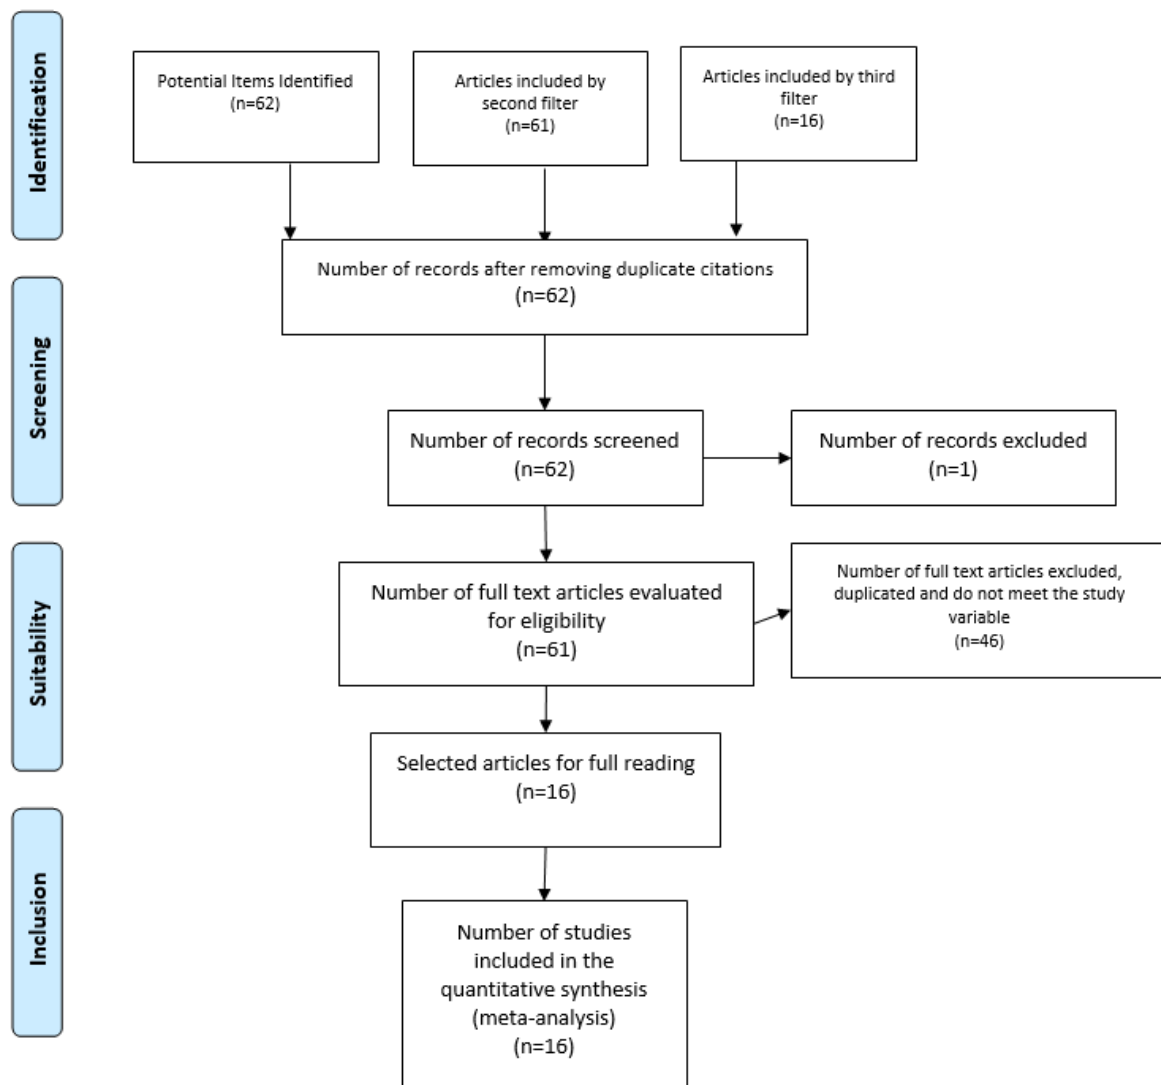 Identification
Potential Items Identified
(n=62)
Articles included by
second filter
(n=61)
Articles included by third
filter
(n=16)
Number of records after removing duplicate citations
(n=62)
Screening
Number of records screened
(n=62)
Number of records excluded
(n=1)
Suitability
Number of full text articles evaluated
for eligibility
(n=61)
Number of full text articles excluded,
duplicated and do not meet the study
variable
(n=46)
Selected articles for full reading
(n=16)
Inclusion
Number of studies
included in the
quantitative synthesis
(meta-analysis)
(n=16)